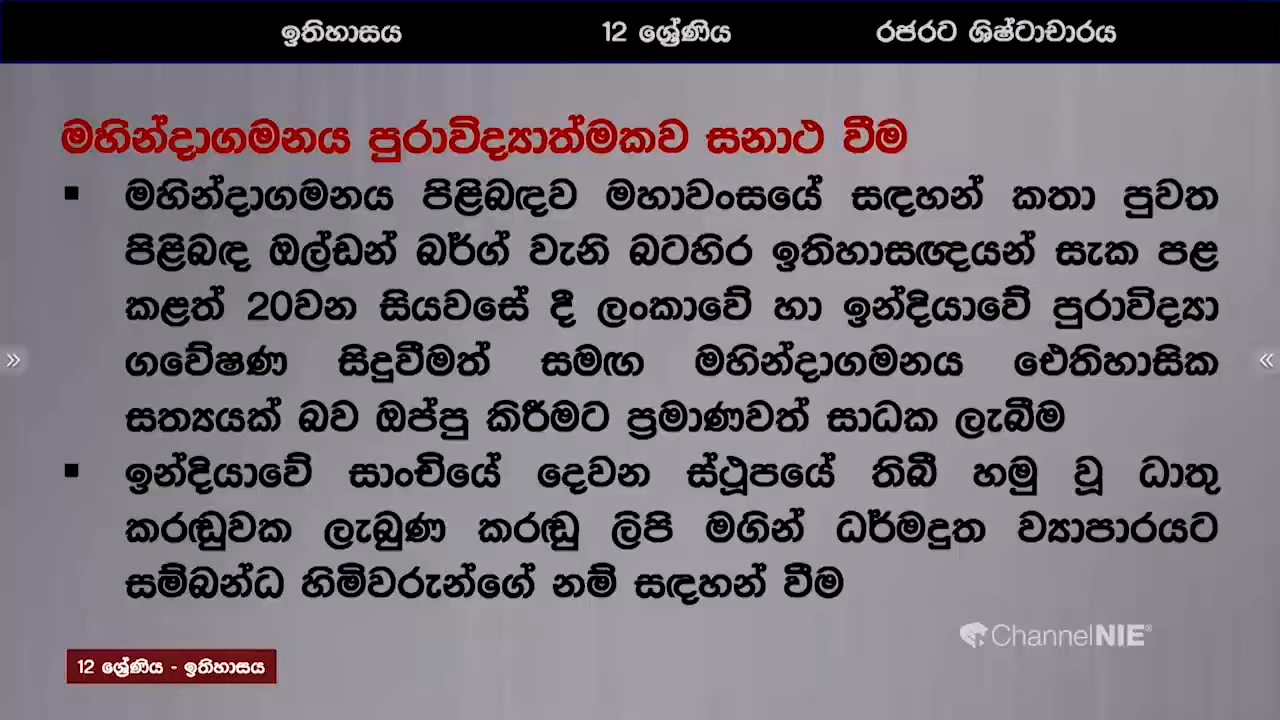 ඉතිහාසය 12 ශ්‍රේණිය රජරට ශිෂ්ටාචාරය
මහින්දාගමනය පුරාවිද්‍යාත්මකව සනාථ වීම
▪ මහින්දාගමනය පිළිබඳව මහාවංසයේ සඳහන් කතා පුවත
පිළිබඳ ඔල්ඩන් බර්ග් වැනි බටහිර ඉතිහාසඥයන් සැක පළ
කළත් 20වන සියවසේ දී ලංකාවේ හා ඉන්දියාවේ පුරාවිද්‍යා
ගවේෂණ සිදුවීමත් සමඟ මහින්දාගමනය ඓතිහාසික
සත්‍යයක් බව ඔප්පු කිරීමට ප්‍රමාණවත් සාධක ලැබීම
▪ ඉන්දියාවේ සාංචියේ දෙවන ස්ථූපයේ තිබී හමු වූ ධාතු
කරඬුවක ලැබුණ කරඬු ලිපි මගින් ධර්මදුත ව්‍යාපාරයට
සම්බන්ධ හිමිවරුන්ගේ නම් සඳහන් වීම
ChannelNIE
12 ශ්‍රේණිය - ඉතිහාසය